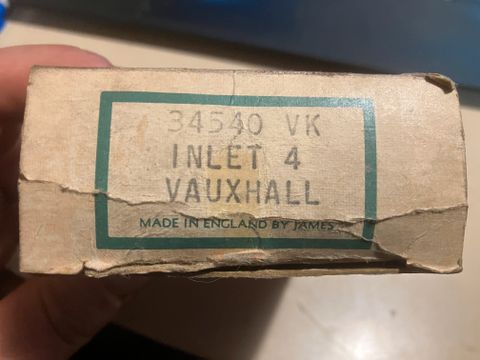 34540 VK
INLET 4
VAUXHALL
MADE IN ENGLAND BY JAMES